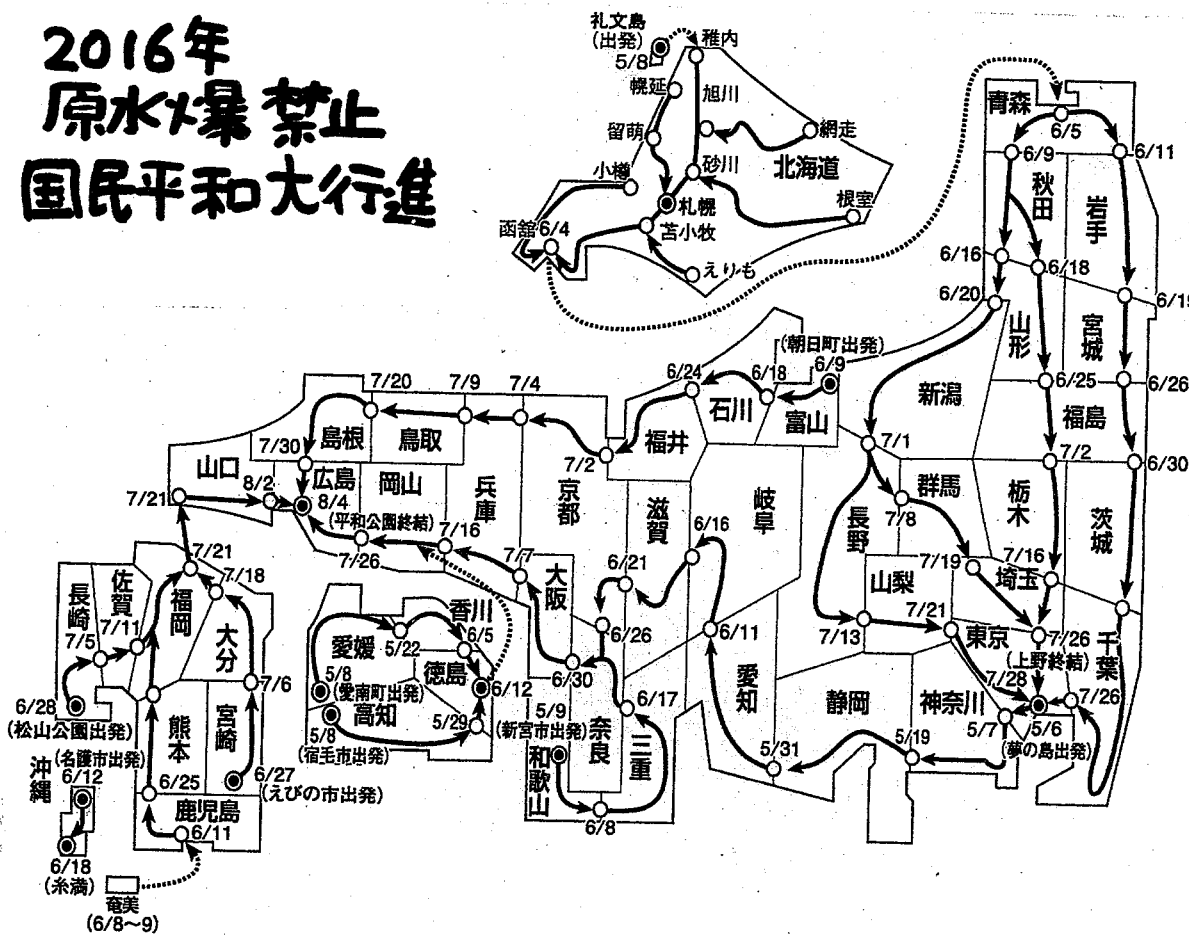 2016年
原水爆禁止
国民平和大行進
礼文島
(出発)
5/8
稚内
幌延
旭川
留萌
網走
小樽
砂川
北海道
札幌
根室
函館 6/4
苫小牧
えりも
青森
6/5
6/9
6/11
秋田
岩手
6/16
6/18
6/20
6/19
山形
宮城
(朝日町出発)
6/9
6/24
6/18
石川
富山
新潟
6/25
6/26
福島
7/20
7/9
7/4
島根
鳥取
福井
7/1
7/2
6/30
7/30
山口
広島
岡山
兵庫
京都
7/2
滋賀
岐阜
群馬
栃木
茨城
7/21
8/2
8/4
(平和公園終結)
7/16
6/16
長野
7/8
7/26
7/7
大阪
6/21
7/19
7/16
埼玉
山梨
7/21
7/18
長崎
佐賀
福岡
大分
7/5
7/11
香川
愛媛
6/5
5/22
徳島
6/26
6/11
7/13
7/21
東京
7/26
(上野終結)
千葉
5/8
(愛南町出発)
6/12
6/30
愛知
静岡
神奈川
7/28
7/26
6/28
(松山公園出発)
7/6
高知
5/8
(宿毛市出発)
5/29
5/9
(新宮市出発)
奈良
6/17
三重
5/7
5/6
(夢の島出発)
熊本
宮崎
和歌山
5/31
5/19
沖縄
(名護市出発)
6/12
6/25
6/27
(えびの市出発)
鹿児島
6/11
6/8
6/18
(糸満)
奄美
(6/8～9)